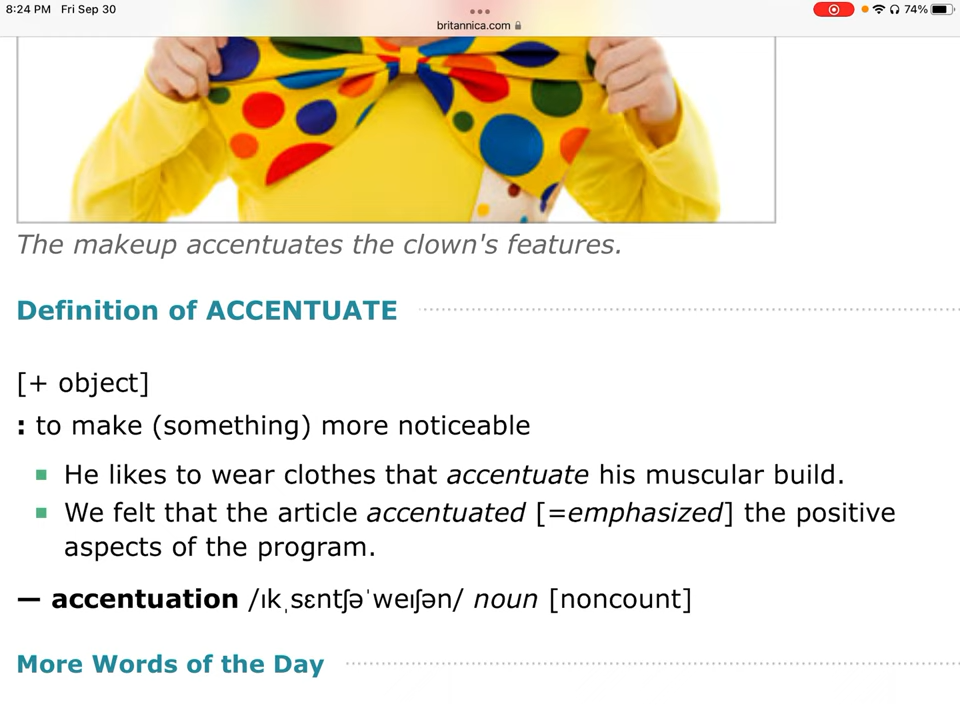 8:24 PM Fri Sep 30
74%
britannica.com
The makeup accentuates the clown's features.
Definition of ACCENTUATE
[+ object]
: to make (something) more noticeable
He likes to wear clothes that accentuate his muscular build.
We felt that the article accentuated [=emphasized] the positive
aspects of the program.
— accentuation /ɪkˌsɛntʃəˈweɪʃən/ noun [noncount]
More Words of the Day